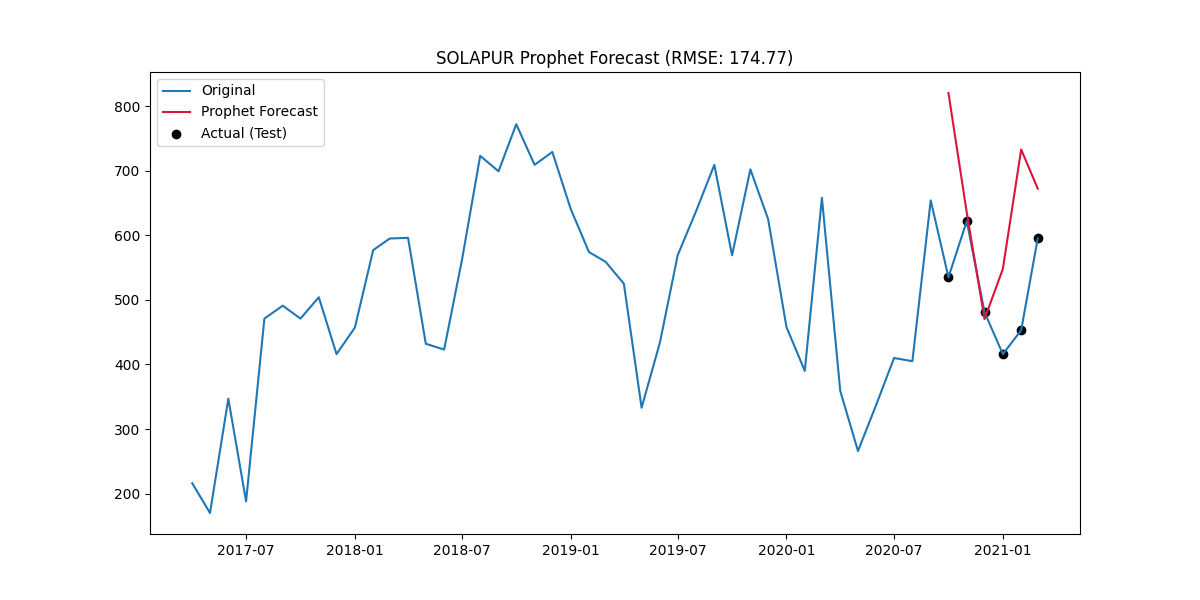 SOLAPUR Prophet Forecast (RMSE: 174.77)
Original
Prophet Forecast
Actual (Test)
800
700
600
500
400
300
200
2017-07 2018-01 2018-07 2019-01 2019-07 2020-01 2020-07 2021-01